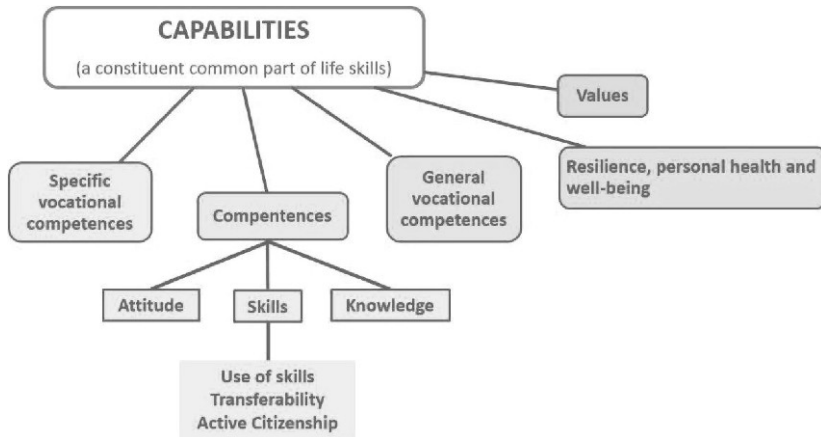 CAPABILITIES
(a constituent common part of life skills)
Values
Resilience, personal health and
well-being
Specific
vocational
competences
Compentences
General
vocational
competences
Attitude
Skills
Knowledge
Use of skills
Transferability
Active Citizenship